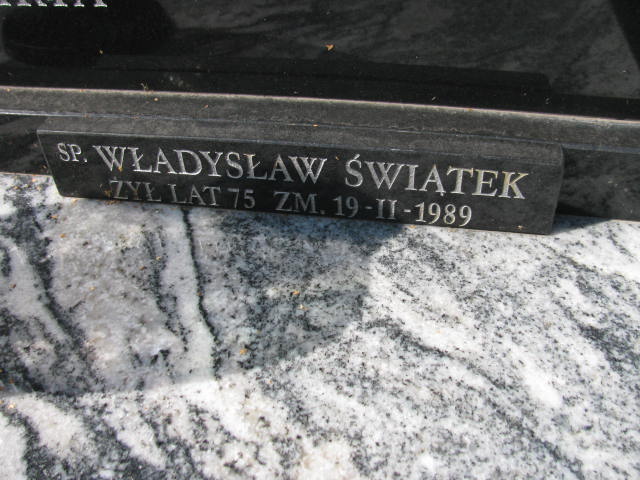 SP. WŁADYSŁAW ŚWIĄTEK
ŻYŁ LAT 75 ZM. 19-II-1989